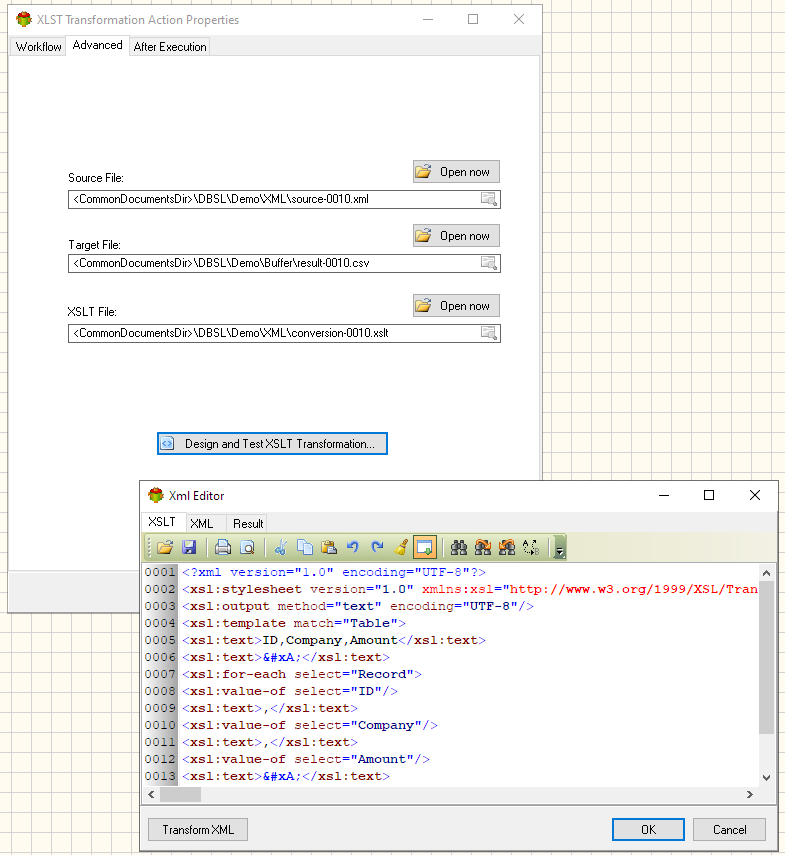 XLST Transformation Action Properties
Workflow Advanced After Execution
Source File:
Open now
<CommonDocumentsDir>\DBSL\Demo\XML\source-0010.xml
Target File:
Open now
<CommonDocumentsDir>\DBSL\Demo\Buffer\result-0010.csv
XSLT File:
Open now
<CommonDocumentsDir>\DBSL\Demo\XML\conversion-0010.xslt
Design and Test XSLT Transformation...
Xml Editor
XSLT XML Result
0001 <?xml version="1.0" encoding="UTF-8"?>
0002 <xsl:stylesheet version="1.0" xmlns:xsl="http://www.w3.org/1999/XSL/Tran
0003 <xsl:output method="text" encoding="UTF-8"/>
0004 <xsl:template match="Table">
0005 <xsl:text>ID,Company,Amount</xsl:text>
0006 <xsl:text>&#xA;</xsl:text>
0007 <xsl:for-each select="Record">
0008 <xsl:value-of select="ID"/>
0009 <xsl:text>,</xsl:text>
0010 <xsl:value-of select="Company"/>
0011 <xsl:text>,</xsl:text>
0012 <xsl:value-of select="Amount"/>
0013 <xsl:text>&#xA;</xsl:text>
Transform XML OK Cancel